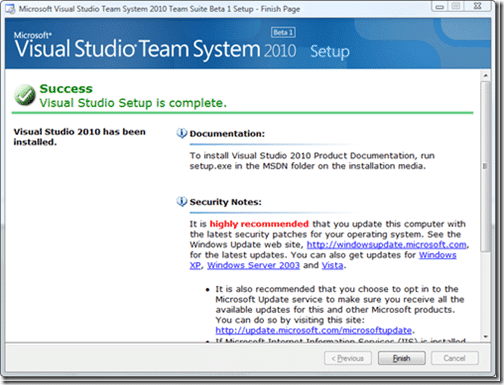 Microsoft Visual Studio Team System 2010 Team Suite Beta 1 Setup - Finish Page
Microsoft®
Beta 1
Visual Studio® Team System 2010 Setup
Success
Visual Studio Setup is complete.
Visual Studio 2010 has been
installed.
Documentation:
To install Visual Studio 2010 Product Documentation, run
setup.exe in the MSDN folder on the installation media.
Security Notes:
It is highly recommended that you update this computer with
the latest security patches for your operating system. See the
Windows Update web site, http://windowsupdate.microsoft.com,
for the latest updates. You can also get updates for Windows
XP, Windows Server 2003 and Vista.
• It is also recommended that you choose to opt in to the
Microsoft Update service to make sure you receive all the
available updates for this and other Microsoft products.
You can do so by visiting this site:
http://update.microsoft.com/microsoftupdate.
• If Microsoft Internet Information Services (IIS) is installed
< Previous
Finish
Cancel